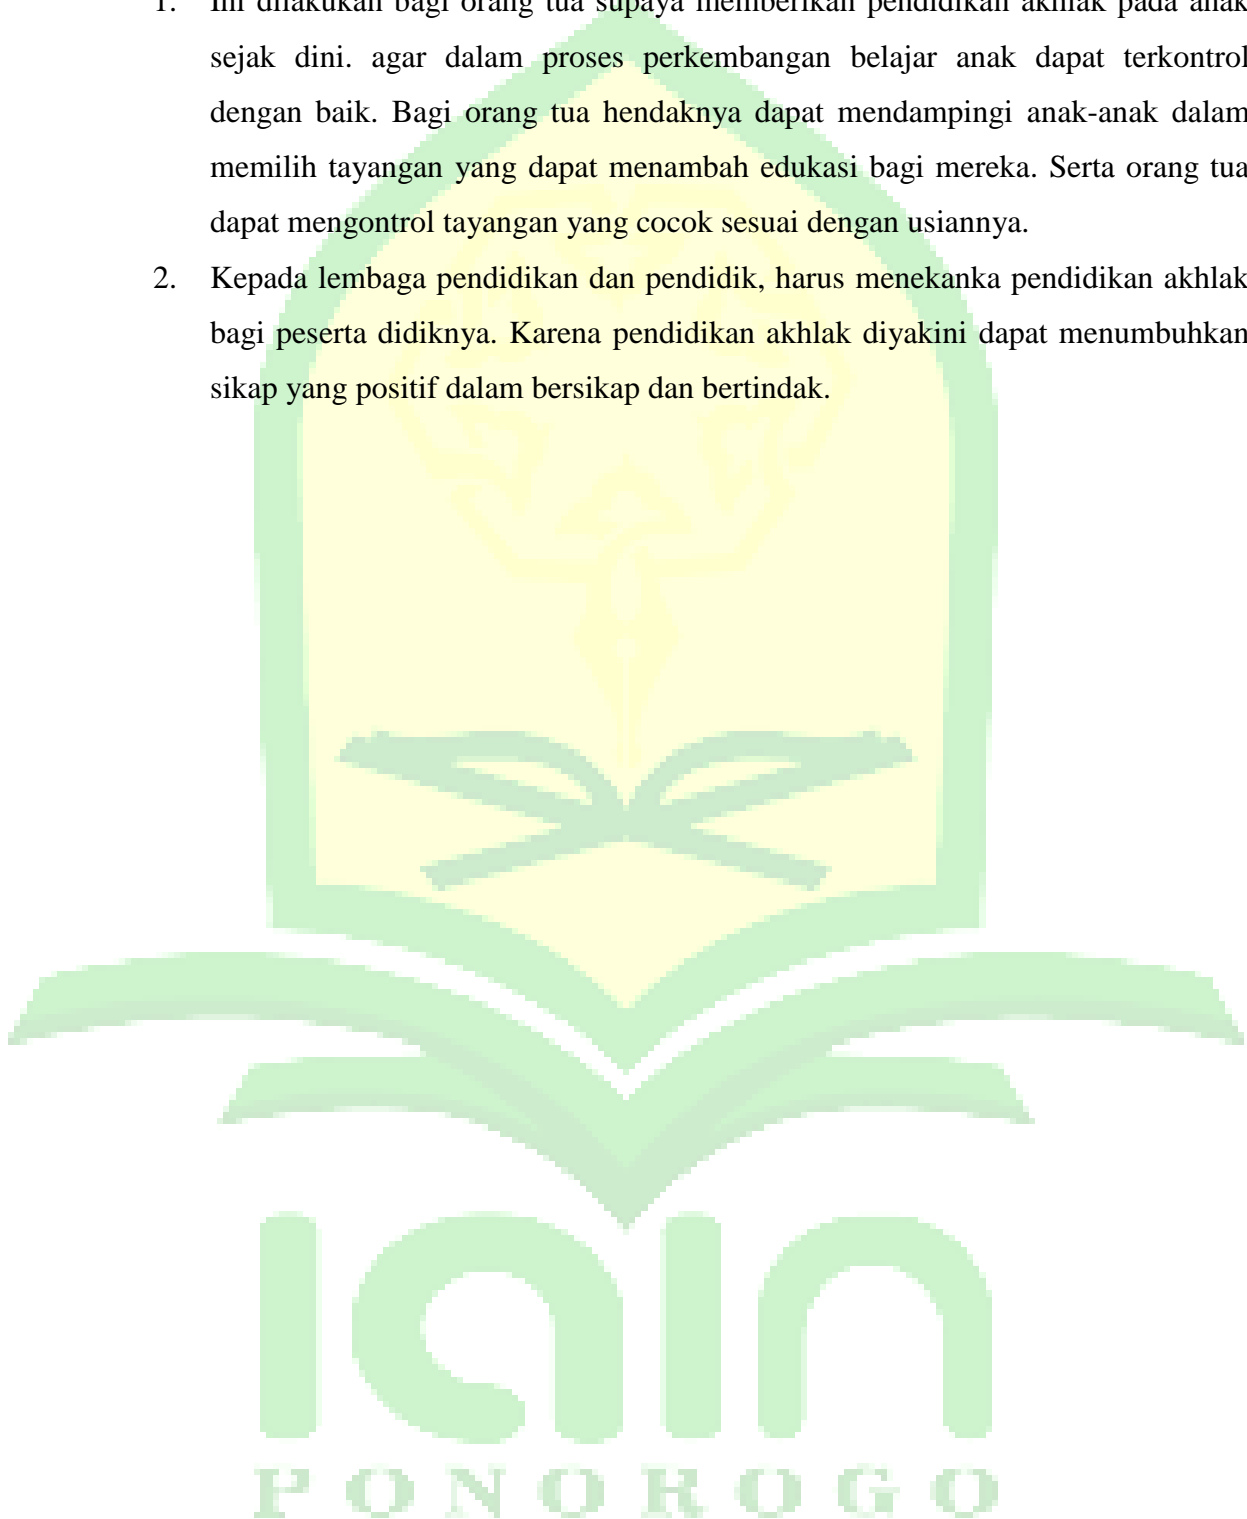 1. Ini dilakukan bagi orang tua supaya memberikan pendidikan akhlak pada anak
sejak dini. agar dalam proses perkembangan belajar anak dapat terkontrol
dengan baik. Bagi orang tua hendaknya dapat mendampingi anak-anak dalam
memilih tayangan yang dapat menambah edukasi bagi mereka. Serta orang tua
dapat mengontrol tayangan yang cocok sesuai dengan usiannya.
2. Kepada lembaga pendidikan dan pendidik, harus menekanka pendidikan akhlak
bagi peserta didiknya. Karena pendidikan akhlak diyakini dapat menumbuhkan
sikap yang positif dalam bersikap dan bertindak.
iain
PONOROGO